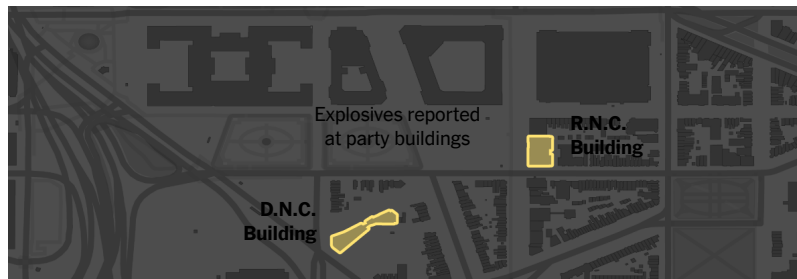 Explosives reported
at party buildings
R.N.C.
Building
D.N.C.
Building